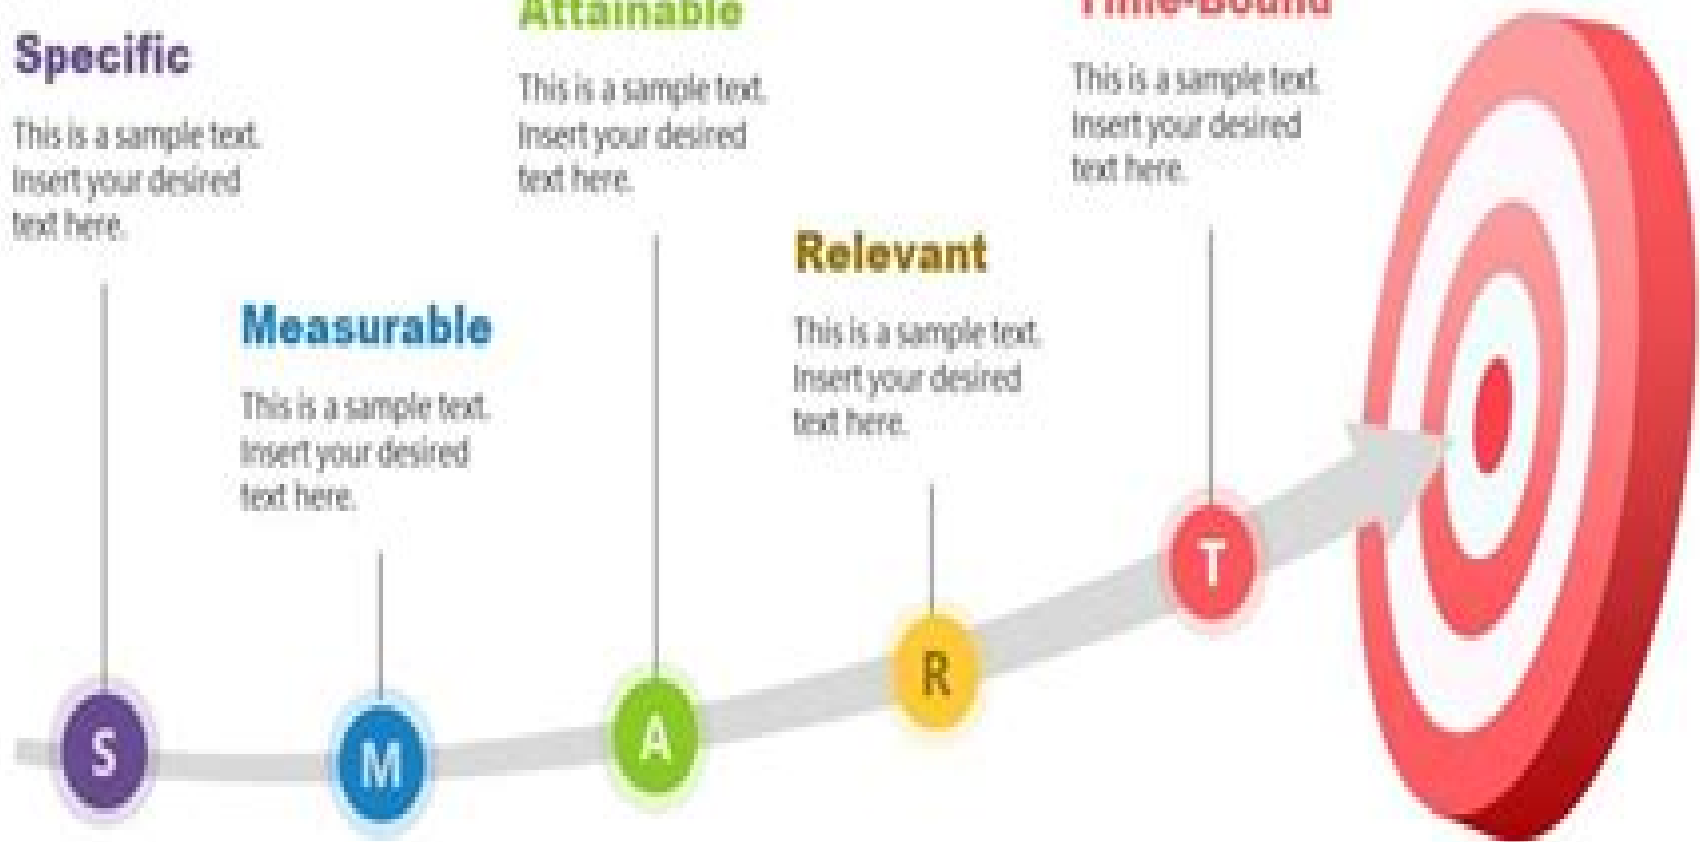 Specific
This is a sample text.
Insert your desired
text here.
Measurable
This is a sample text.
Insert your desired
text here.
Attainable
This is a sample text.
Insert your desired
text here.
Relevant
This is a sample text.
Insert your desired
text here.
Time-Bound
This is a sample text.
Insert your desired
text here.
S
M
A
R
T